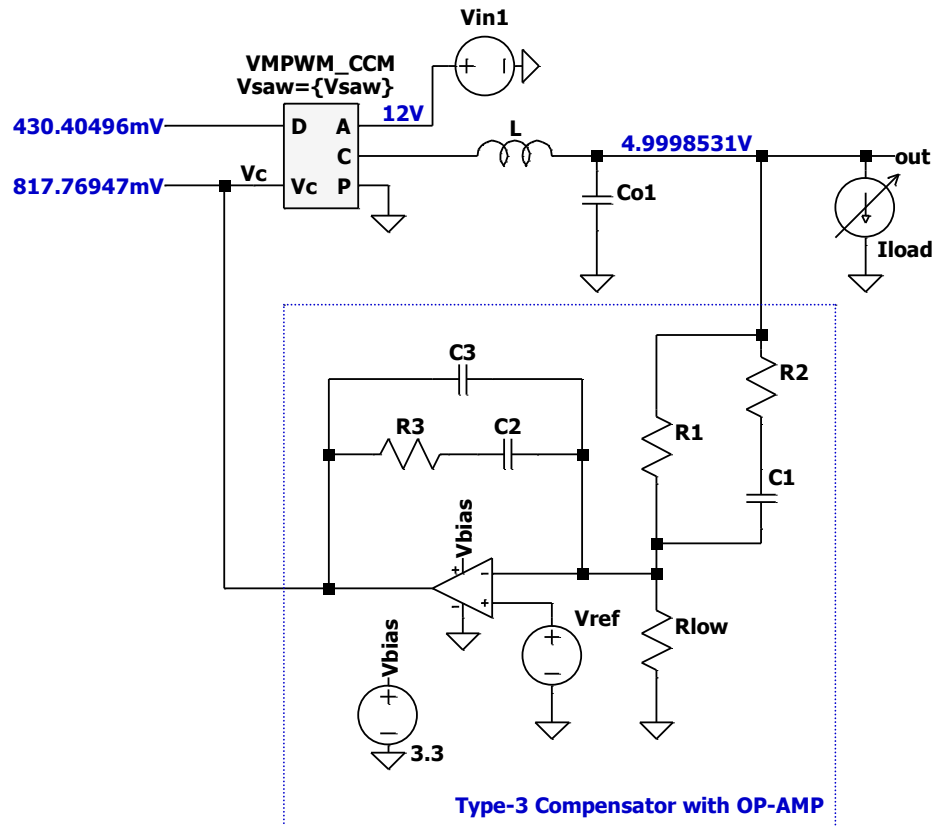 Vin1
+ −
VMPWM_CCM
Vsaw={Vsaw}
430.40496mV
D A
12V
L
4.9998531V
C
out
817.76947mV
Vc
Vc P
Co1
Iload
C3
R2
R3
C2
R1
C1
Vbias
+ −
− +
Vref
+
−
Rlow
Vbias
+
−
3.3
Type-3 Compensator with OP-AMP